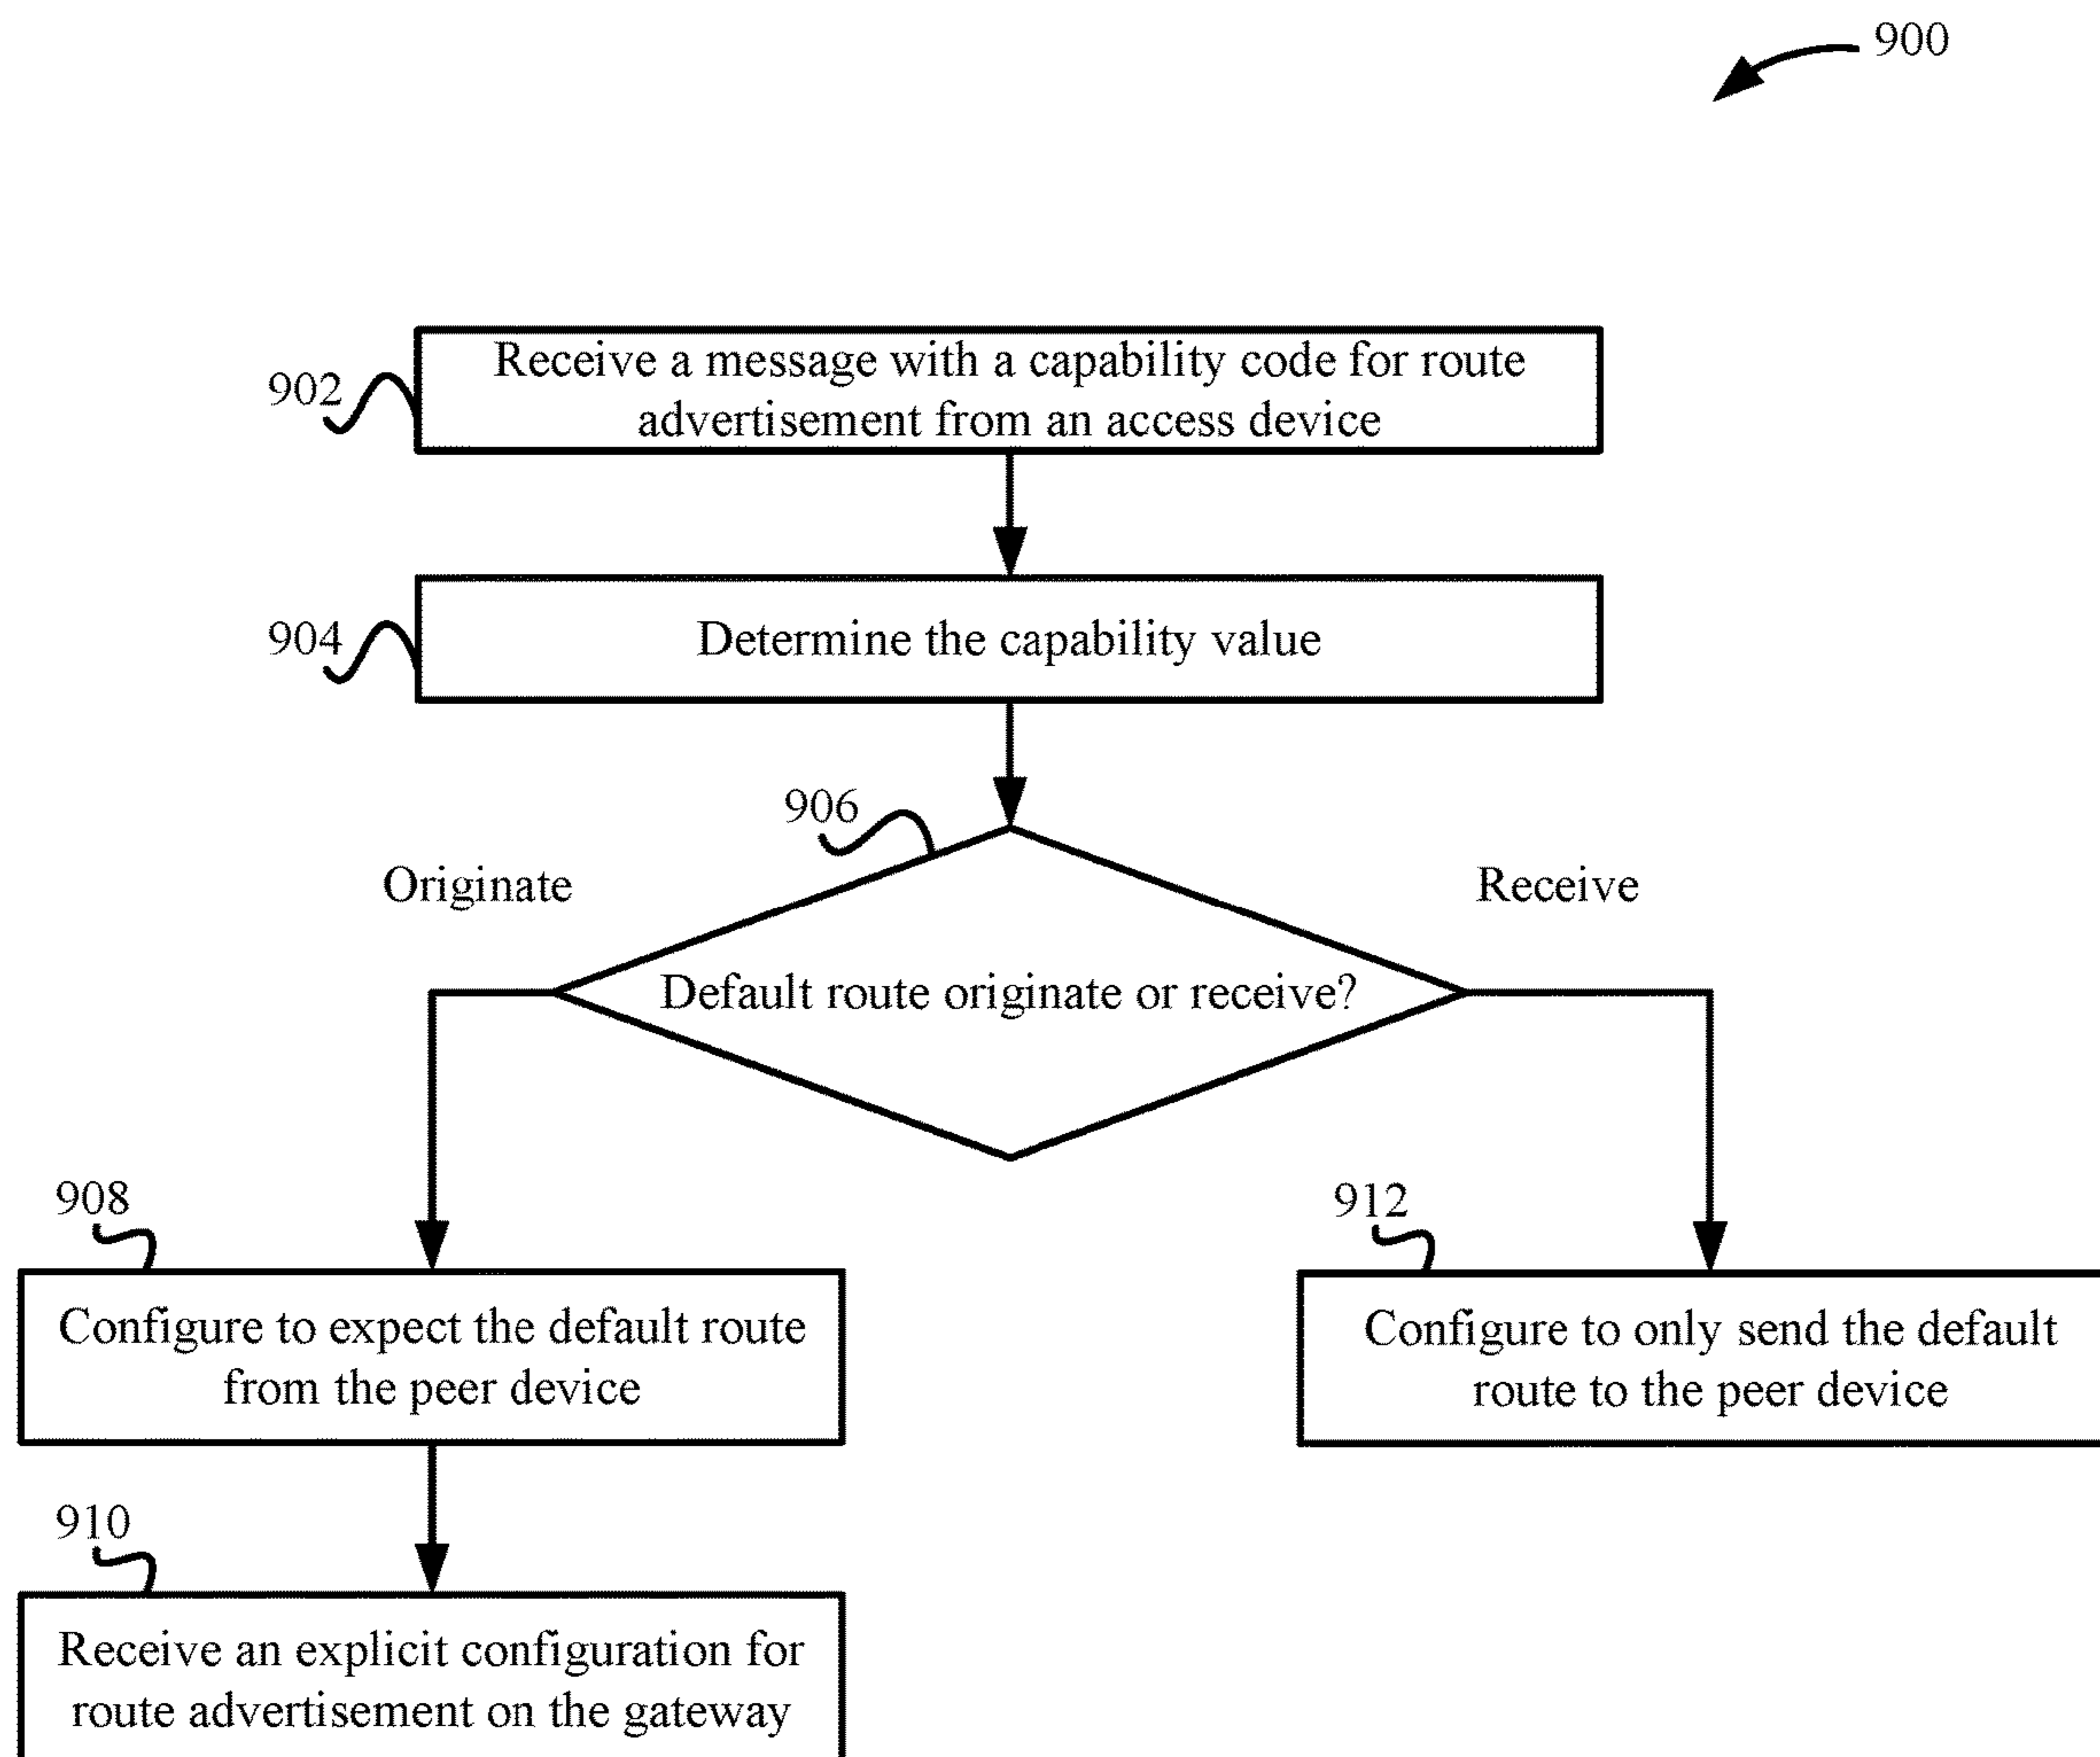 900
902
Receive a message with a capability code for route
advertisement from an access device
904
Determine the capability value
906
Originate
Receive
Default route originate or receive?
908
Configure to expect the default route
from the peer device
912
Configure to only send the default
route to the peer device
910
Receive an explicit configuration for
route advertisement on the gateway